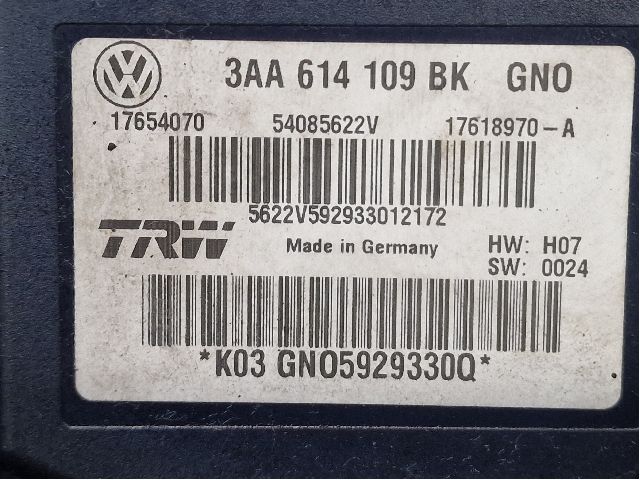 VW
3AA 614 109 BK GNO
17654070 54085622V 17618970-A
5622V592933012172
TRW Made in Germany HW: H07
SW: 0024
*K03 GNO5929330Q*